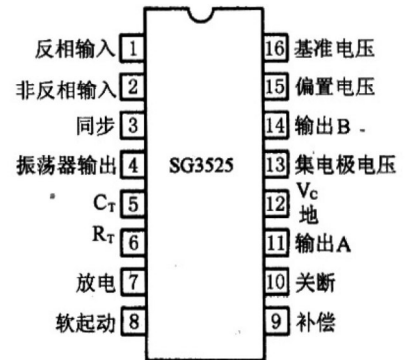 反相输入 1
非反相输入 2
同步 3
振荡器输出 4
C_T 5
R_T 6
放电 7
软起动 8
SG3525
16 基准电压
15 偏置电压
14 输出B
13 集电极电压
V_C
12 地
11 输出A
10 关断
9 补偿